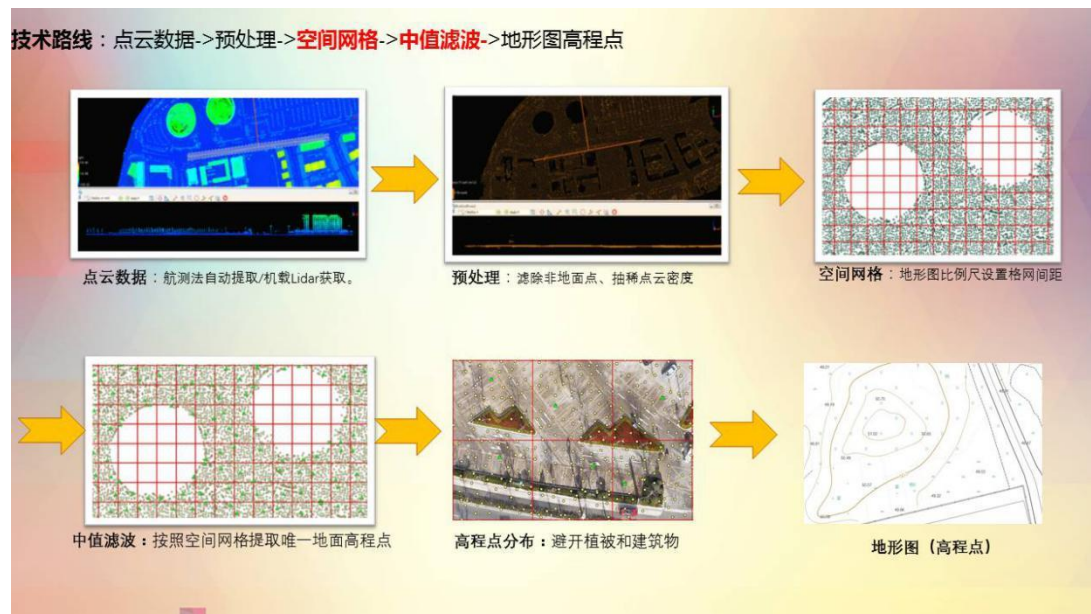 技术路线：点云数据->预处理->空间网格->中值滤波->地形图高程点
点云数据：航测法自动提取/机载Lidar获取。
预处理：滤除非地面点、抽稀点云密度
空间网格：地形图比例尺设置格网间距
中值滤波：按照空间网格提取唯一地面高程点
高程点分布：避开植被和建筑物
地形图（高程点）